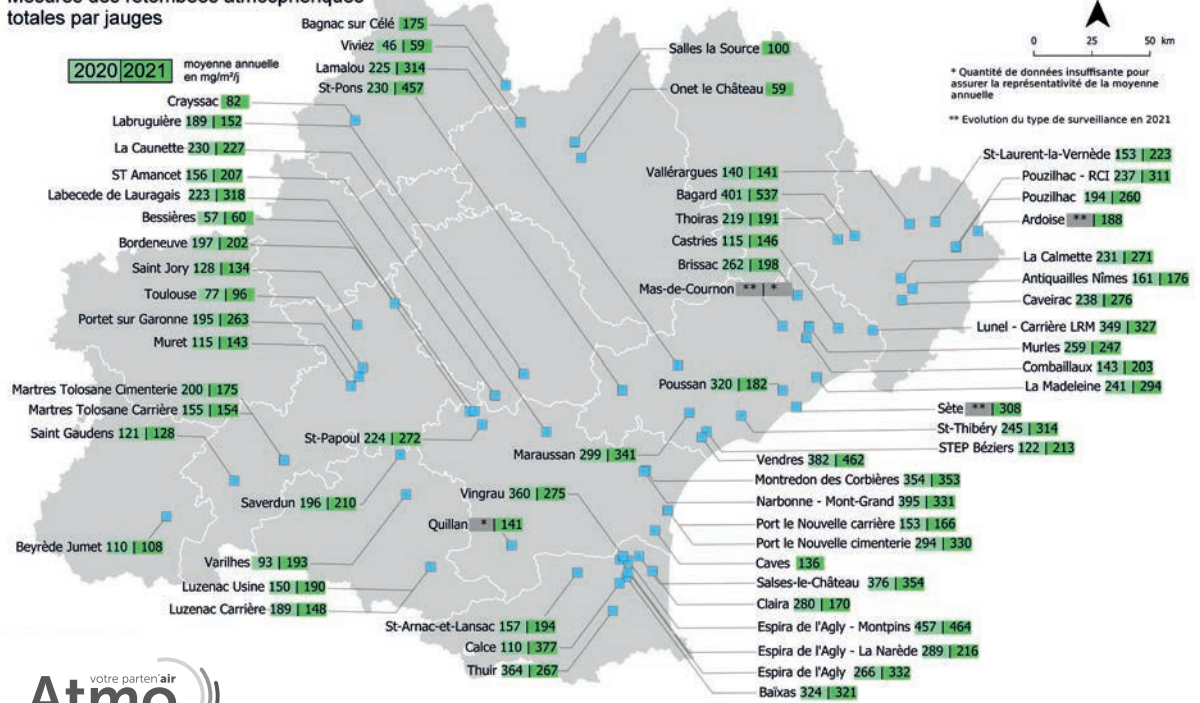 Mesures des retombées atmosphériques
totales par jauges
2020 2021 moyenne annuelle
en mg/m²/j
Bagnac sur Célé 175
Viviez 46 | 59
Lamalou 225 | 314
St-Pons 230 | 457
Crayssac 82
Labruguière 189 | 152
La Caunette 230 | 227
ST Amancet 156 | 207
Labecede de Lauragais 223 | 318
Bessières 57 | 60
Bordeneuve 197 | 202
Saint Jory 128 | 134
Toulouse 77 | 96
Portet sur Garonne 195 | 263
Muret 115 | 143
Martres Tolosane Cimenterie 200 | 175
Martres Tolosane Carrière 155 | 154
Saint Gaudens 121 | 128
St-Papoul 224 | 272
Saverdun 196 | 210
Beyrède Jumet 110 | 108
Varilhes 93 | 193
Luzenac Usine 150 | 190
Luzenac Carrière 189 | 148
Salles la Source 100
Onet le Château 59
0 25 50 km
* Quantité de données insuffisante pour
assurer la représentativité de la moyenne
annuelle
** Evolution du type de surveillance en 2021
Vallérargues 140 | 141
Bagard 401 | 537
Thoiras 219 | 191
Castries 115 | 146
Brissac 262 | 198
Mas-de-Cournon ** | *
St-Laurent-la-Vernède 153 | 223
Pouzilhac - RCI 237 | 311
Pouzilhac 194 | 260
Ardoise ** | 188
La Calmette 231 | 271
Antiquailles Nîmes 161 | 176
Caveirac 238 | 276
Lunel - Carrière LRM 349 | 327
Murles 259 | 247
Combaillaux 143 | 203
La Madeleine 241 | 294
Poussan 320 | 182
Sète ** | 308
St-Thibéry 245 | 314
STEP Béziers 122 | 213
Maraussan 299 | 341
Vendres 382 | 462
Montredon des Corbières 354 | 353
Vingrau 360 | 275
Narbonne - Mont-Grand 395 | 331
Quillan * | 141
Port le Nouvelle carrière 153 | 166
Port le Nouvelle cimenterie 294 | 330
Caves 136
Salses-le-Château 376 | 354
Claira 280 | 170
St-Arnac-et-Lansac 157 | 194
Espira de l'Agly - Montpins 457 | 464
Calce 110 | 377
Espira de l'Agly - La Narède 289 | 216
Thuir 364 | 267
Espira de l'Agly 266 | 332
Baïxas 324 | 321
votre parten'air
Atmo